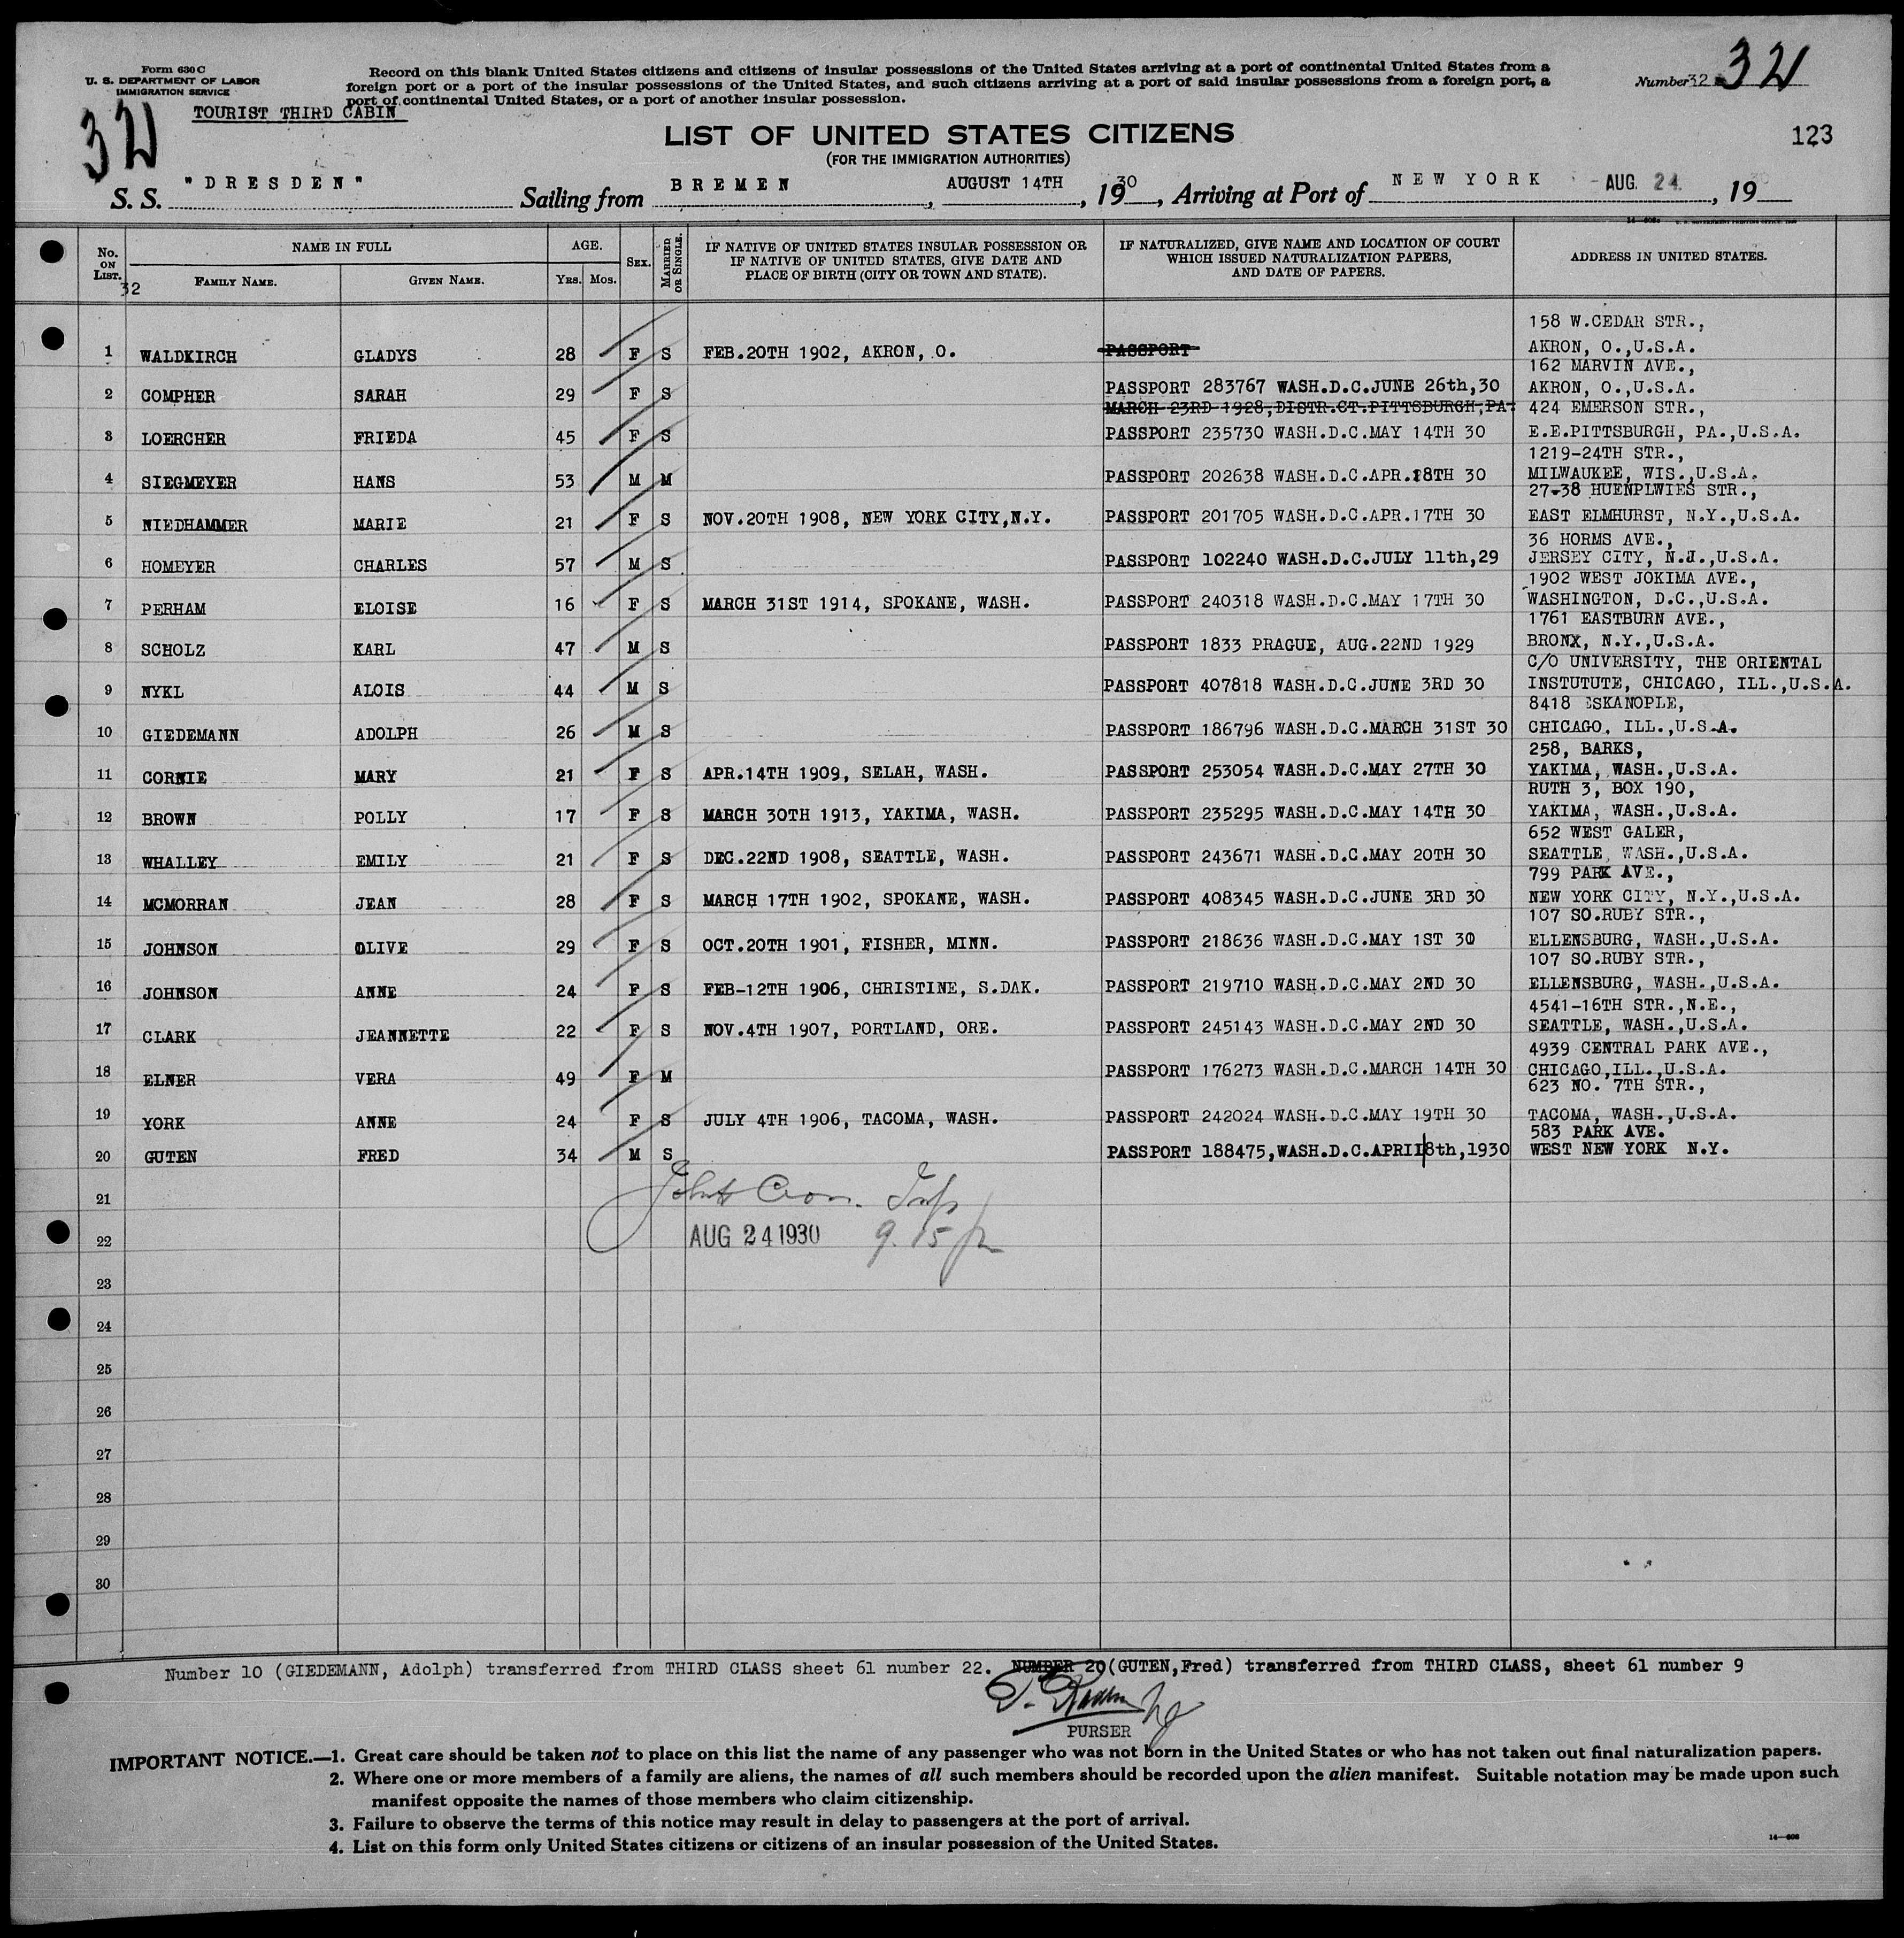 Form 630 C
U. S. DEPARTMENT OF LABOR
IMMIGRATION SERVICE
TOURIST THIRD CABIN
32
Record on this blank United States citizens and citizens of insular possessions of the United States arriving at a port of continental United States from a
foreign port or a port of the insular possessions of the United States, and such citizens arriving at a port of said insular possessions from a foreign port, a
port of continental United States, or a port of another insular possession.
Number 32 32
LIST OF UNITED STATES CITIZENS
(FOR THE IMMIGRATION AUTHORITIES)
123
S. S. "DRESDEN" Sailing from BREMEN, AUGUST 14TH, 1930, Arriving at Port of NEW YORK - AUG. 24, 1930
No. ON LIST. NAME IN FULL FAMILY NAME. GIVEN NAME. AGE. YRS. MOS. SEX. MARRIED OR SINGLE. IF NATIVE OF UNITED STATES INSULAR POSSESSION OR IF NATIVE OF UNITED STATES, GIVE DATE AND PLACE OF BIRTH (CITY OR TOWN AND STATE). IF NATURALIZED, GIVE NAME AND LOCATION OF COURT WHICH ISSUED NATURALIZATION PAPERS, AND DATE OF PAPERS. ADDRESS IN UNITED STATES.
32
1 WALDKIRCH GLADYS 28 F S FEB.20TH 1902, AKRON, O. PASSPORT 158 W.CEDAR STR., AKRON, O.,U.S.A.
2 COMPHER SARAH 29 F S PASSPORT 283767 WASH.D.C.JUNE 26th,30 162 MARVIN AVE., AKRON, O.,U.S.A.
MARCH 23RD 1928,DISTR.CT.PITTSBURGH,PA.
3 LOERCHER FRIEDA 45 F S PASSPORT 235730 WASH.D.C.MAY 14TH 30 424 EMERSON STR., E.E.PITTSBURGH, PA.,U.S.A.
4 SIEGMEYER HANS 53 M M PASSPORT 202638 WASH.D.C.APR.18TH 30 1219-24TH STR., MILWAUKEE, WIS.,U.S.A.
5 NIEDHAMMER MARIE 21 F S NOV.20TH 1908, NEW YORK CITY,N.Y. PASSPORT 201705 WASH.D.C.APR.17TH 30 27-38 HUENPLWIES STR., EAST ELMHURST, N.Y.,U.S.A.
6 HOMEYER CHARLES 57 M S PASSPORT 102240 WASH.D.C.JULY 11th,29 36 HORMS AVE., JERSEY CITY, N.J.,U.S.A.
7 PERHAM ELOISE 16 F S MARCH 31ST 1914, SPOKANE, WASH. PASSPORT 240318 WASH.D.C.MAY 17TH 30 1902 WEST JOKIMA AVE., WASHINGTON, D.C.,U.S.A.
8 SCHOLZ KARL 47 M S PASSPORT 1833 PRAGUE, AUG.22ND 1929 1761 EASTBURN AVE., BRONX, N.Y.,U.S.A.
9 NYKL ALOIS 44 M S PASSPORT 407818 WASH.D.C.JUNE 3RD 30 C/O UNIVERSITY, THE ORIENTAL INSTUTUTE, CHICAGO, ILL.,U.S.A.
10 GIEDEMANN ADOLPH 26 M S PASSPORT 186796 WASH.D.C.MARCH 31ST 30 8418 ESKANOPLE, CHICAGO, ILL.,U.S.A.
11 CORNIE MARY 21 F S APR.14TH 1909, SELAH, WASH. PASSPORT 253054 WASH.D.C.MAY 27TH 30 258, BARKS, YAKIMA, WASH.,U.S.A.
12 BROWN POLLY 17 F S MARCH 30TH 1913, YAKIMA, WASH. PASSPORT 235295 WASH.D.C.MAY 14TH 30 RUTH 3, BOX 190, YAKIMA, WASH.,U.S.A.
13 WHALLEY EMILY 21 F S DEC.22ND 1908, SEATTLE, WASH. PASSPORT 243671 WASH.D.C.MAY 20TH 30 652 WEST GALER, SEATTLE, WASH.,U.S.A.
14 MCMORRAN JEAN 28 F S MARCH 17TH 1902, SPOKANE, WASH. PASSPORT 408345 WASH.D.C.JUNE 3RD 30 799 PARK AVE., NEW YORK CITY, N.Y.,U.S.A.
15 JOHNSON OLIVE 29 F S OCT.20TH 1901, FISHER, MINN. PASSPORT 218636 WASH.D.C.MAY 1ST 30 107 SO.RUBY STR., ELLENSBURG, WASH.,U.S.A.
16 JOHNSON ANNE 24 F S FEB-12TH 1906, CHRISTINE, S.DAK. PASSPORT 219710 WASH.D.C.MAY 2ND 30 107 SO.RUBY STR., ELLENSBURG, WASH.,U.S.A.
17 CLARK JEANNETTE 22 F S NOV.4TH 1907, PORTLAND, ORE. PASSPORT 245143 WASH.D.C.MAY 2ND 30 4541-16TH STR.,N.E., SEATTLE, WASH.,U.S.A.
18 ELNER VERA 49 F M PASSPORT 176273 WASH.D.C.MARCH 14TH 30 4939 CENTRAL PARK AVE., CHICAGO,ILL.,U.S.A.
19 YORK ANNE 24 F S JULY 4TH 1906, TACOMA, WASH. PASSPORT 242024 WASH.D.C.MAY 19TH 30 623 NO. 7TH STR., TACOMA, WASH.,U.S.A.
20 GUTEN FRED 34 M S PASSPORT 188475,WASH.D.C.APRIL 8th,1930 583 PARK AVE. WEST NEW YORK N.Y.
21
22 AUG 24 1930 9.15
23
24
25
26
27
28
29
30
Number 10 (GIEDEMANN, Adolph) transferred from THIRD CLASS sheet 61 number 22. NUMBER 20(GUTEN,Fred) transferred from THIRD CLASS, sheet 61 number 9
PURSER
IMPORTANT NOTICE.—1. Great care should be taken not to place on this list the name of any passenger who was not born in the United States or who has not taken out final naturalization papers.
2. Where one or more members of a family are aliens, the names of all such members should be recorded upon the alien manifest. Suitable notation may be made upon such
manifest opposite the names of those members who claim citizenship.
3. Failure to observe the terms of this notice may result in delay to passengers at the port of arrival.
4. List on this form only United States citizens or citizens of an insular possession of the United States.
14—608